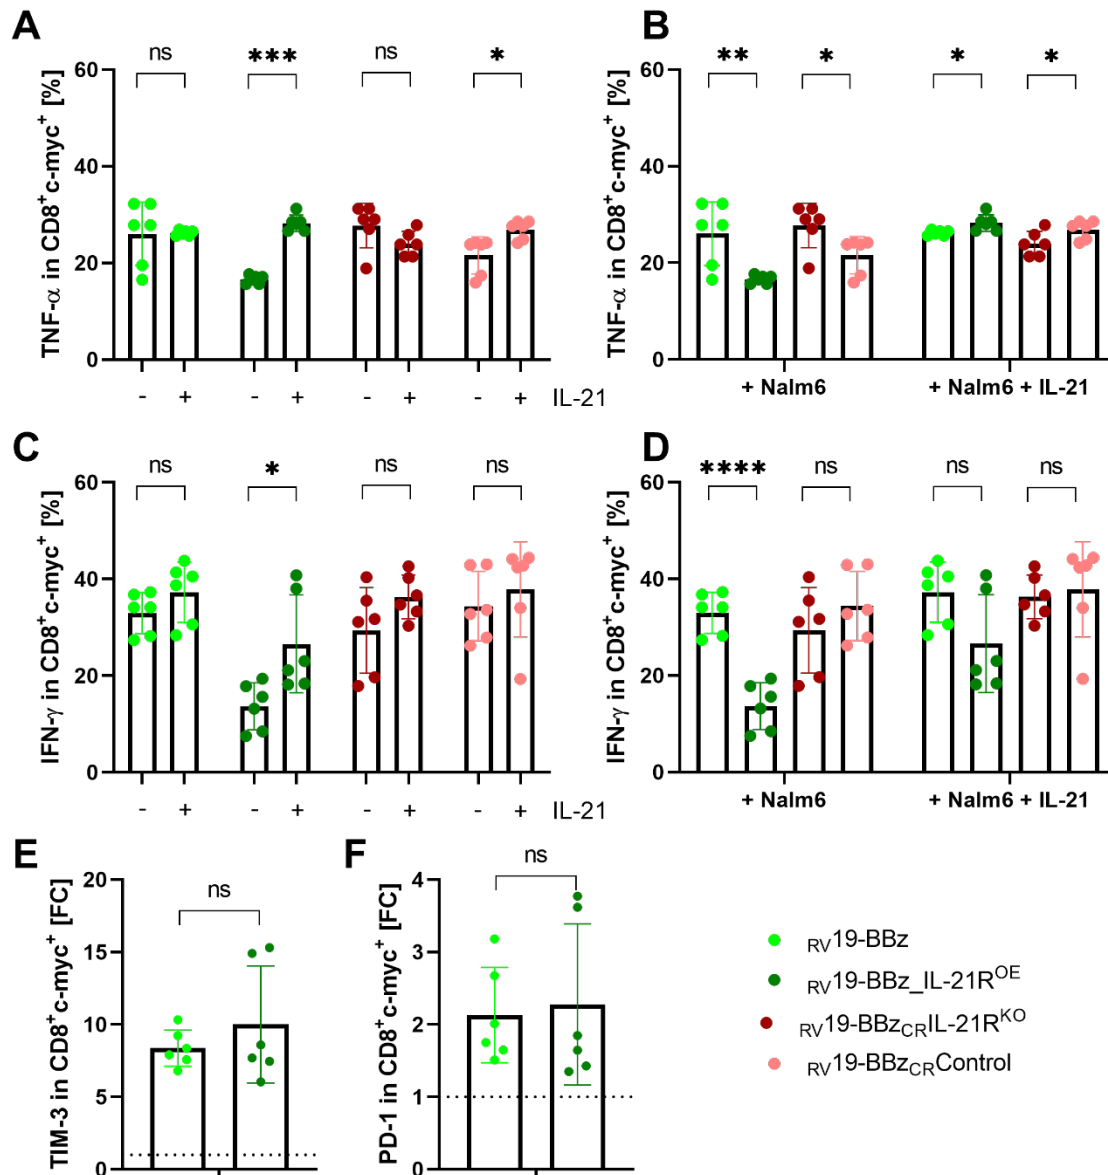 A
ns
***
ns
*
TNF-α in CD8⁺c-myc⁺ [%]
60
40
20
0
- + - + - + - + IL-21
B
** * * *
TNF-α in CD8⁺c-myc⁺ [%]
60
40
20
0
+ Nalm6 + Nalm6 + IL-21
C
ns * ns ns
IFN-γ in CD8⁺c-myc⁺ [%]
60
40
20
0
- + - + - + - + IL-21
D
**** ns ns ns
IFN-γ in CD8⁺c-myc⁺ [%]
60
40
20
0
+ Nalm6 + Nalm6 + IL-21
E
ns
TIM-3 in CD8⁺c-myc⁺ [FC]
20
15
10
5
0
F
ns
PD-1 in CD8⁺c-myc⁺ [FC]
4
3
2
1
0
RV19-BBz
RV19-BBz_IL-21R^OE
RV19-BBzCRIL-21R^KO
RV19-BBzCRControl